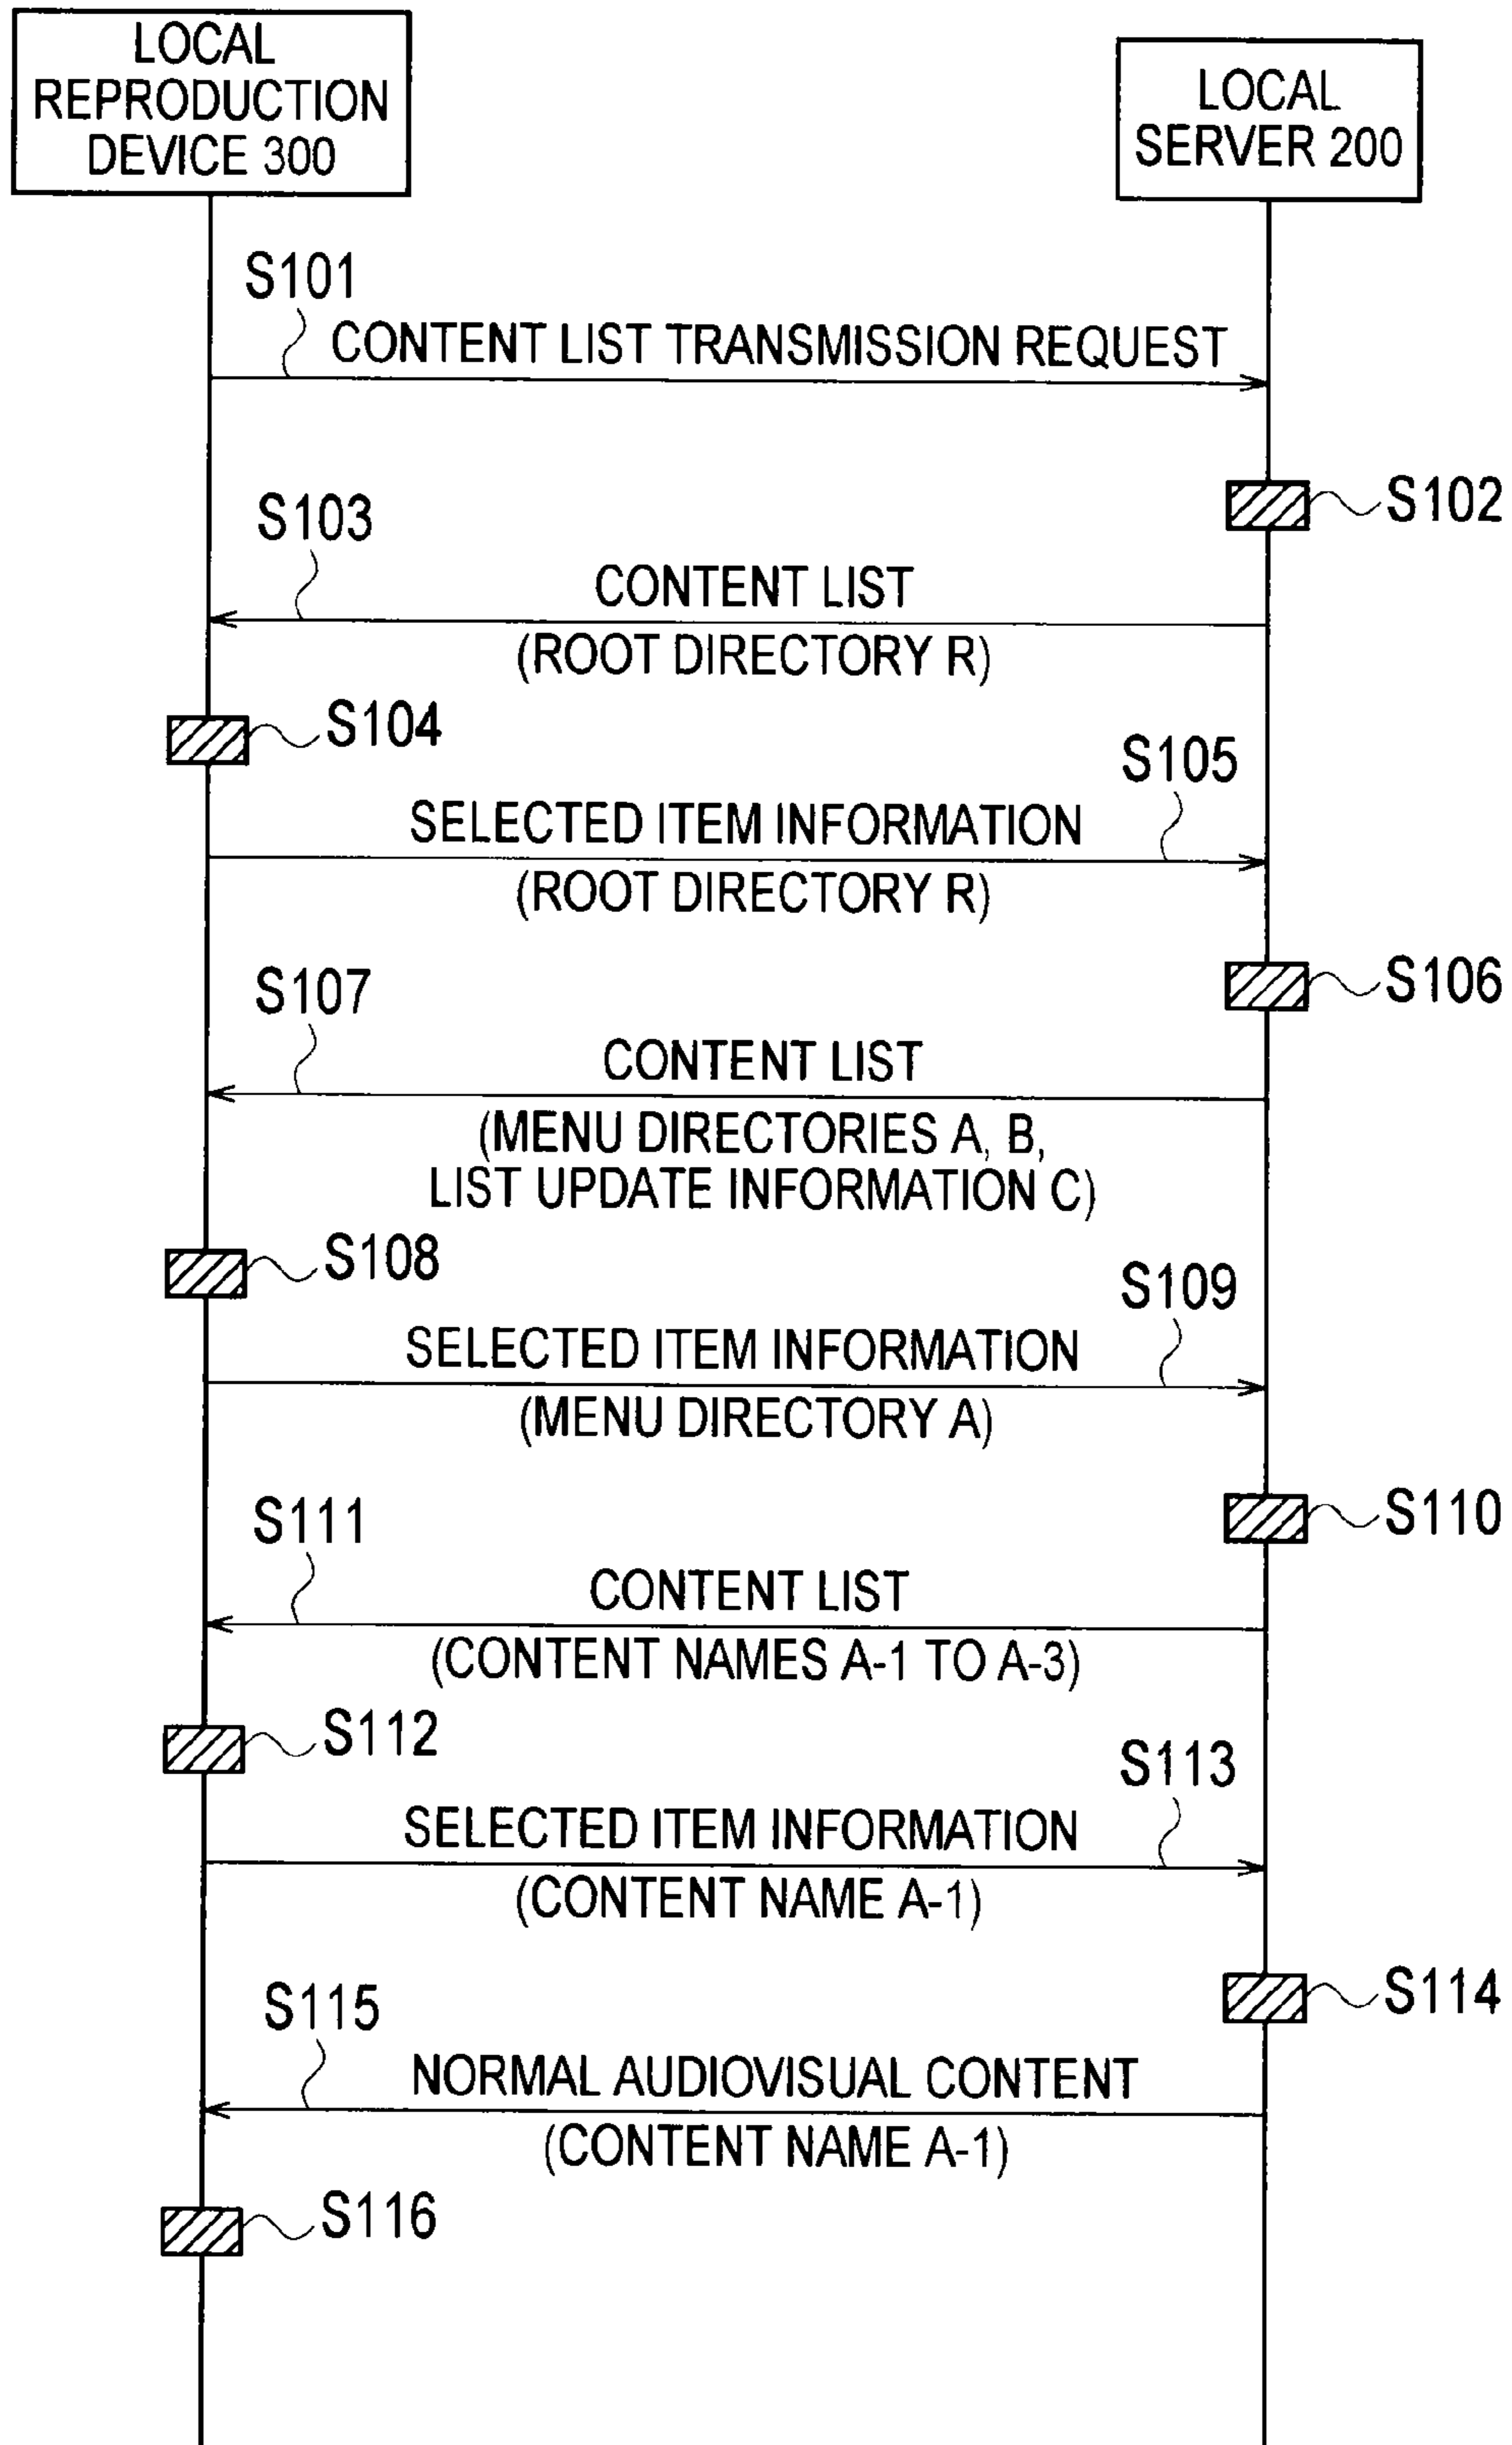 LOCAL
REPRODUCTION
DEVICE 300
LOCAL
SERVER 200
S101
CONTENT LIST TRANSMISSION REQUEST
S102
S103
CONTENT LIST
(ROOT DIRECTORY R)
S104
S105
SELECTED ITEM INFORMATION
(ROOT DIRECTORY R)
S106
S107
CONTENT LIST
(MENU DIRECTORIES A, B,
LIST UPDATE INFORMATION C)
S108
S109
SELECTED ITEM INFORMATION
(MENU DIRECTORY A)
S110
S111
CONTENT LIST
(CONTENT NAMES A-1 TO A-3)
S112
S113
SELECTED ITEM INFORMATION
(CONTENT NAME A-1)
S114
S115
NORMAL AUDIOVISUAL CONTENT
(CONTENT NAME A-1)
S116